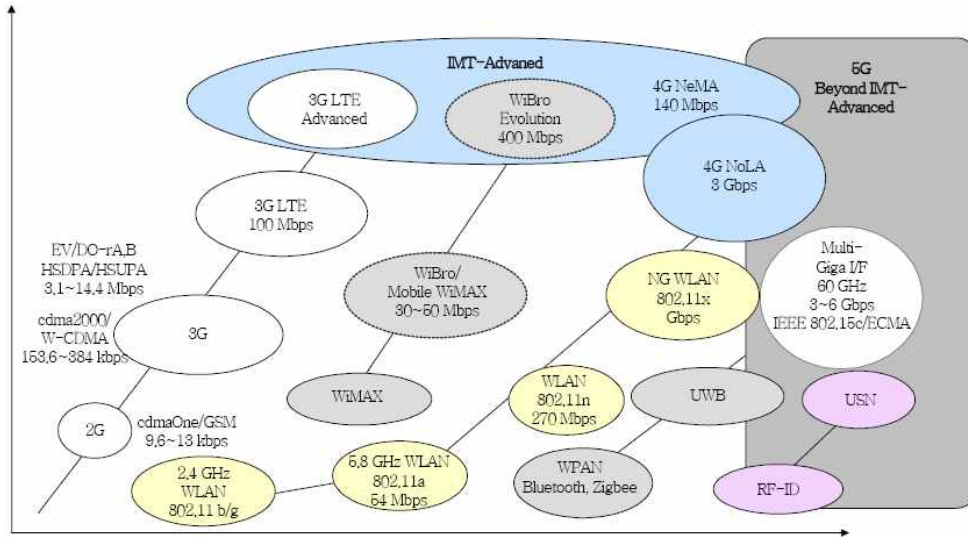 IMT-Advaned
3G LTE
Advanced
WiBro
Evolution
400 Mbps
4G NeMA
140 Mbps
5G
Beyond IMT-
Advanced
4G NoLA
3 Gbps
3G LTE
100 Mbps
EV/DO-rA,B
HSDPA/HSUPA
3,1~14,4 Mbps
WiBro/
Mobile WiMAX
30~50 Mbps
NG WLAN
802,11x
Gbps
Multi-
Giga I/F
60 GHz
3~6 Gbps
IEEE 802,15c/ECMA
cdma2000/
W-CDMA
153,6~384 kbps
3G
WiMAX
WLAN
802,11n
270 Mbps
UWB
USN
2G
cdmaOne/GSM
9,6~13 kbps
2,4 GHz
WLAN
802,11 b/g
5,8 GHz WLAN
802,11a
54 Mbps
WPAN
Bluetooth, Zigbee
RF-ID